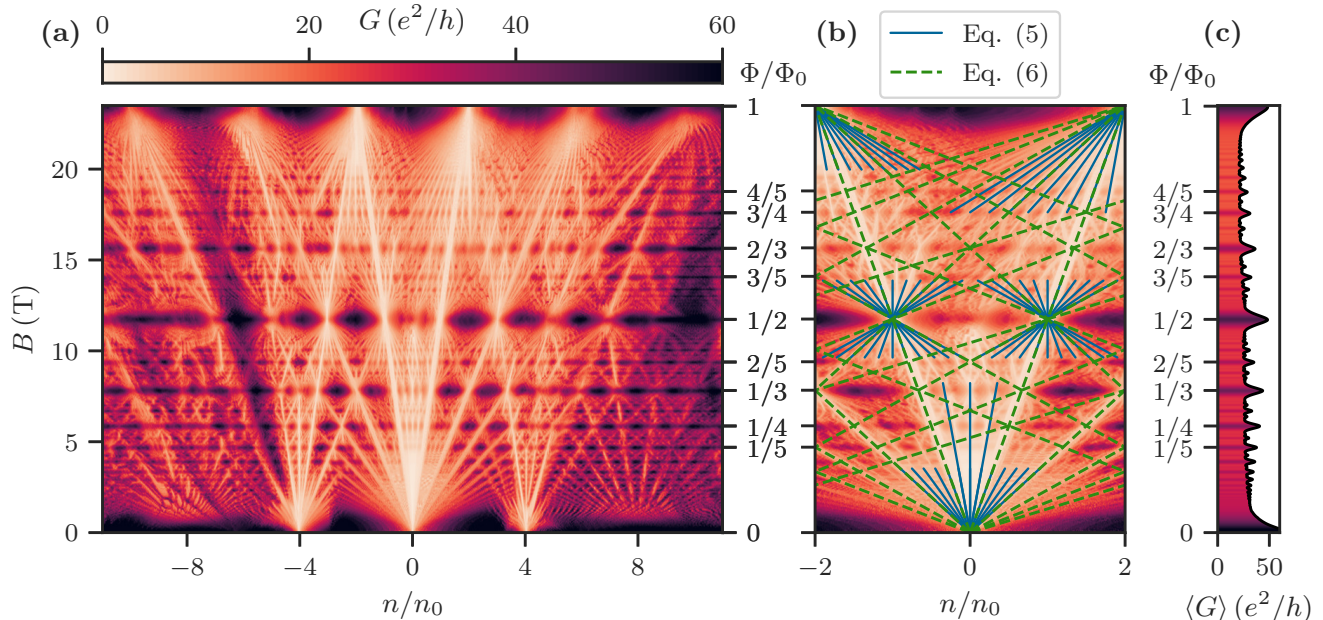 (a)
G (e²/h)
0 20 40 60
Φ/Φ₀
B (T)
20
15
10
5
0
1
4/5
3/4
2/3
3/5
1/2
2/5
1/3
1/4
1/5
0
−8 −4 0 4 8
n/n₀
(b)
Eq. (5)
Eq. (6)
−2 0 2
n/n₀
(c)
Φ/Φ₀
1
4/5
3/4
2/3
3/5
1/2
2/5
1/3
1/4
1/5
0
0 50
⟨G⟩ (e²/h)